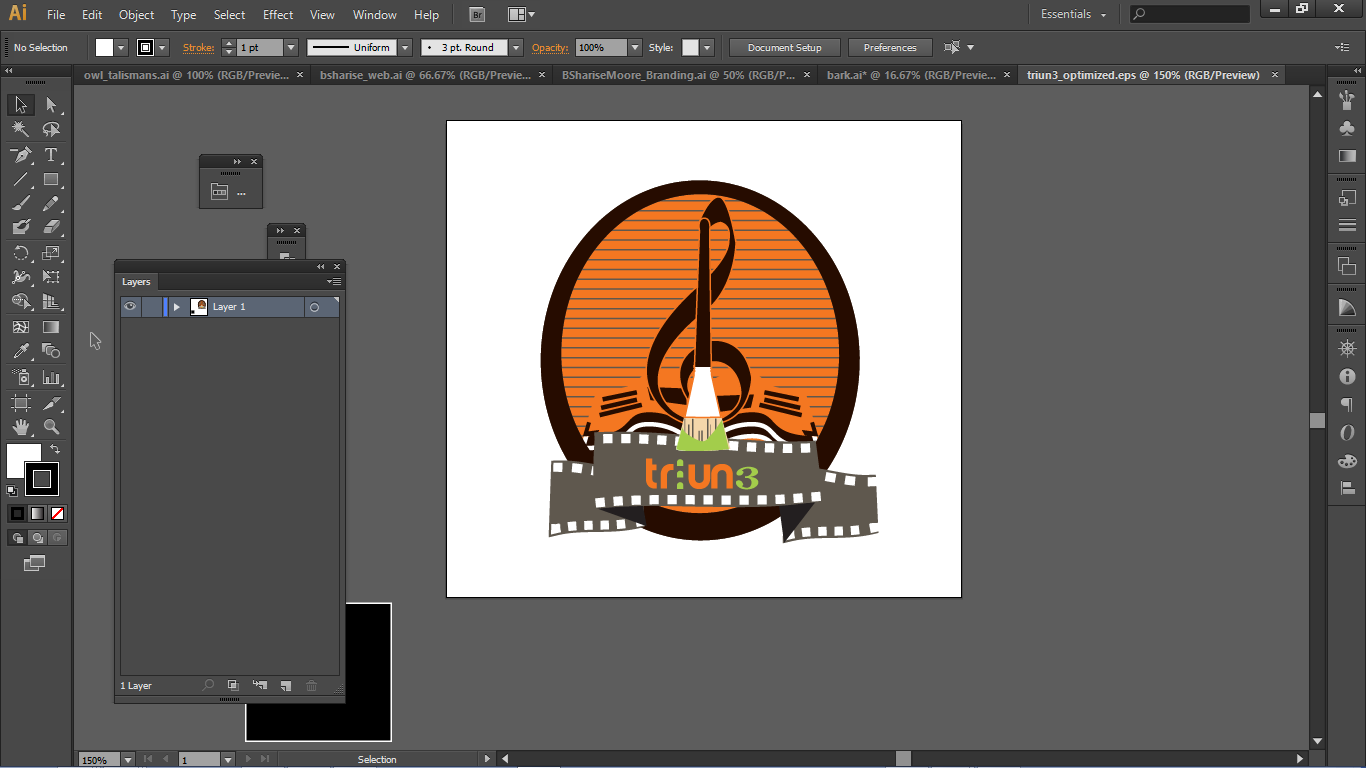 Ai File Edit Object Type Select Effect View Window Help Br Essentials
No Selection Stroke: 1 pt Uniform 3 pt. Round Opacity: 100% Style: Document Setup Preferences
owl_talismans.ai @ 100% (RGB/Previe... bsharise_web.ai @ 66.67% (RGB/Previe... BShariseMoore_Branding.ai @ 50% (RGB/P... bark.ai* @ 16.67% (RGB/Preview) triun3_optimized.eps @ 150% (RGB/Preview)
...
Layers
Layer 1
triun3
1 Layer
150% 1 Selection